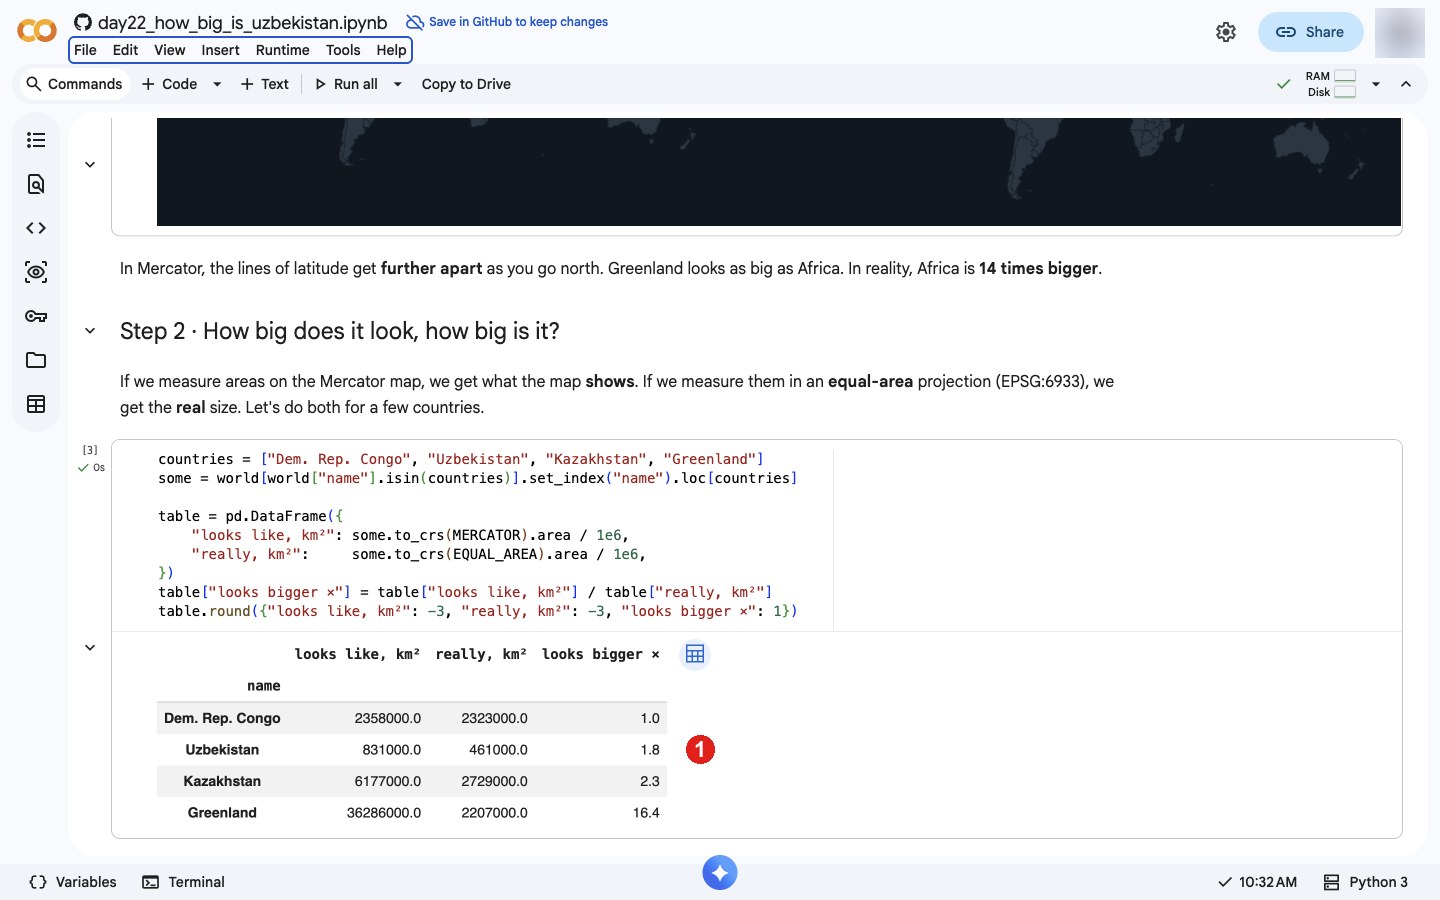 day22_how_big_is_uzbekistan.ipynb
Save in GitHub to keep changes
Share
File Edit View Insert Runtime Tools Help
Commands + Code + Text Run all Copy to Drive
RAM
Disk
In Mercator, the lines of latitude get further apart as you go north. Greenland looks as big as Africa. In reality, Africa is 14 times bigger.
Step 2 · How big does it look, how big is it?
If we measure areas on the Mercator map, we get what the map shows. If we measure them in an equal-area projection (EPSG:6933), we
get the real size. Let's do both for a few countries.
[3]
0s
countries = ["Dem. Rep. Congo", "Uzbekistan", "Kazakhstan", "Greenland"]
some = world[world["name"].isin(countries)].set_index("name").loc[countries]
table = pd.DataFrame({
    "looks like, km²": some.to_crs(MERCATOR).area / 1e6,
    "really, km²":     some.to_crs(EQUAL_AREA).area / 1e6,
})
table["looks bigger ×"] = table["looks like, km²"] / table["really, km²"]
table.round({"looks like, km²": -3, "really, km²": -3, "looks bigger ×": 1})
looks like, km² really, km² looks bigger ×
name
Dem. Rep. Congo 2358000.0 2323000.0 1.0
Uzbekistan 831000.0 461000.0 1.8
1
Kazakhstan 6177000.0 2729000.0 2.3
Greenland 36286000.0 2207000.0 16.4
Variables Terminal 10:32 AM Python 3